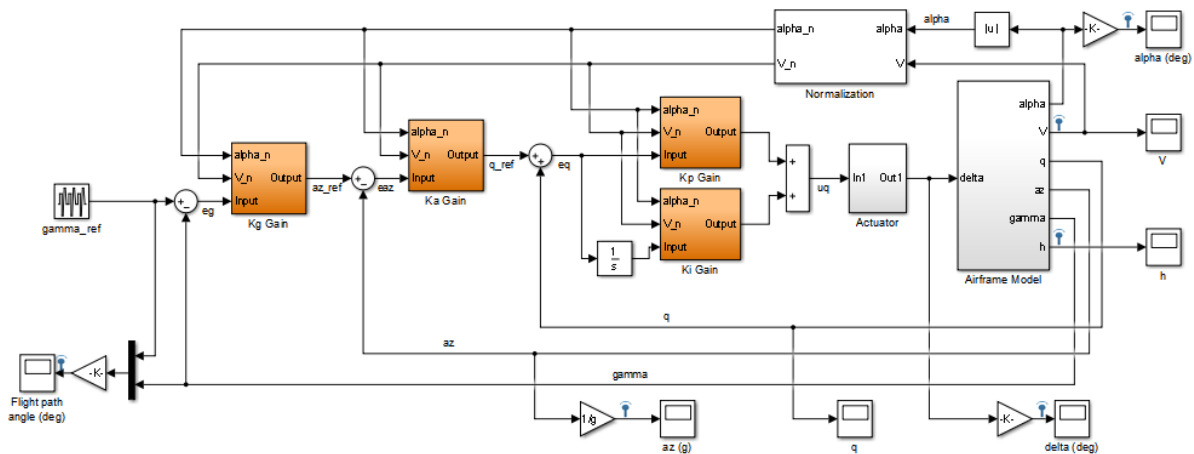 alpha_n
V_n
alpha
V
Normalization
alpha
|u|
-K-
alpha (deg)
gamma_ref
+
−
eg
alpha_n
V_n
Input
Output
Kg Gain
az_ref
+
−
eaz
alpha_n
V_n
Input
Output
Ka Gain
q_ref
+
+
eq
alpha_n
V_n
Input
Output
Kp Gain
1
s
alpha_n
V_n
Input
Output
Ki Gain
+
+
uq
In1
Out1
Actuator
delta
alpha
V
q
az
gamma
h
Airframe Model
V
h
q
az
gamma
-K-
Flight path
angle (deg)
1/g
az (g)
q
-K-
delta (deg)